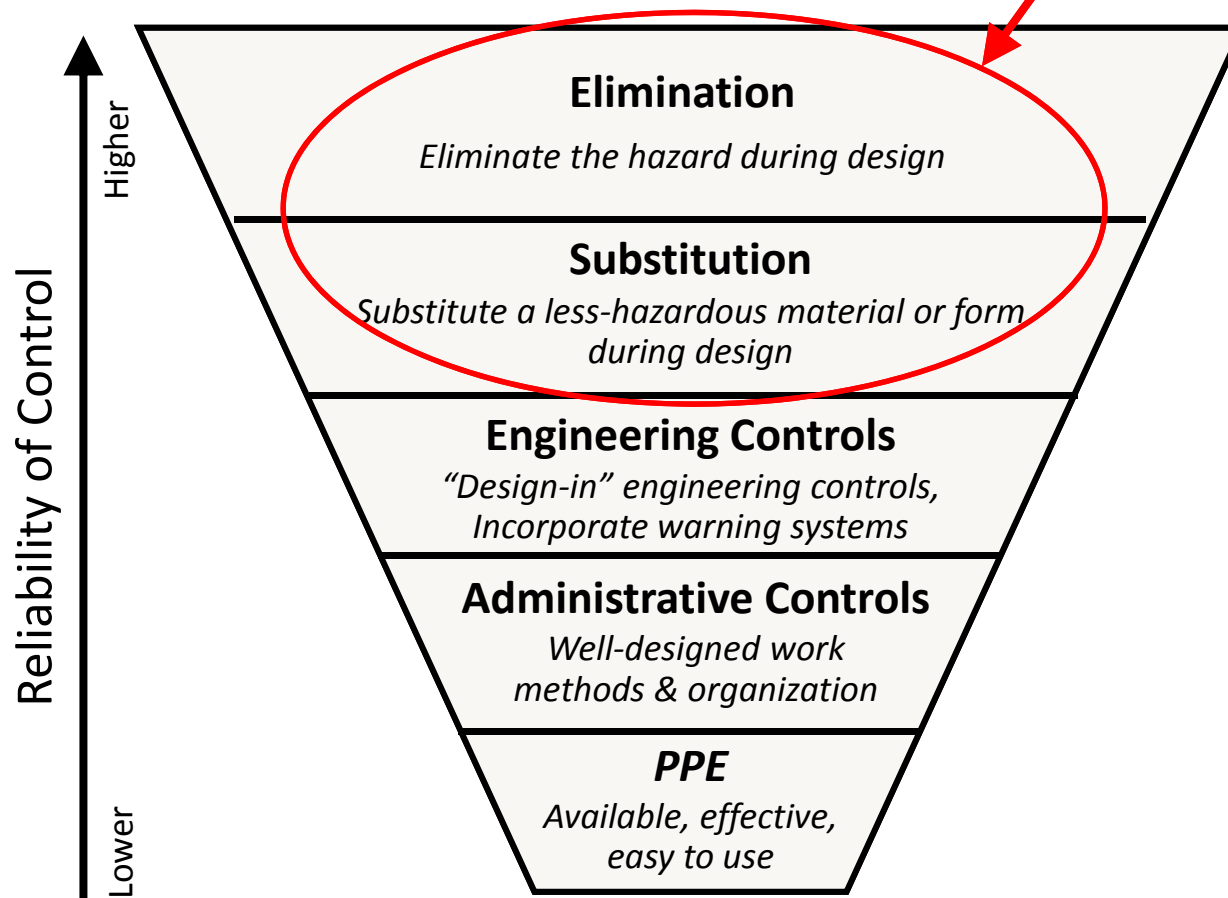 Reliability of Control
Higher
Lower
Elimination
Eliminate the hazard during design
Substitution
Substitute a less-hazardous material or form
during design
Engineering Controls
“Design-in” engineering controls,
Incorporate warning systems
Administrative Controls
Well-designed work
methods & organization
PPE
Available, effective,
easy to use